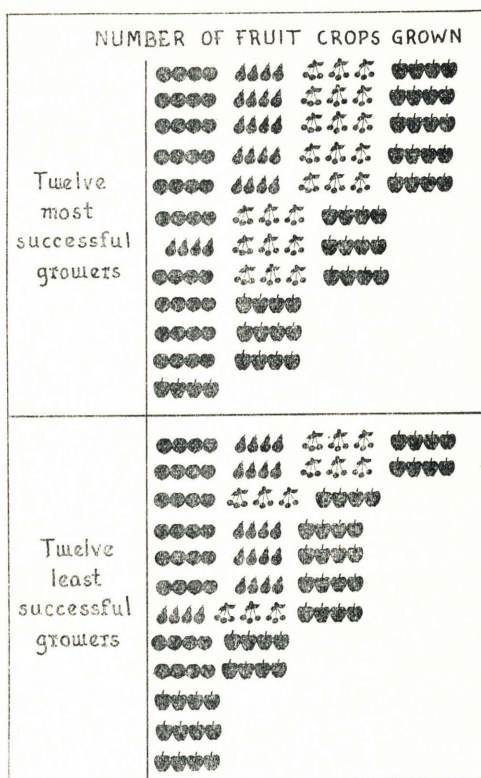 NUMBER OF FRUIT CROPS GROWN
Twelve
most
successful
growers
Twelve
least
successful
growers